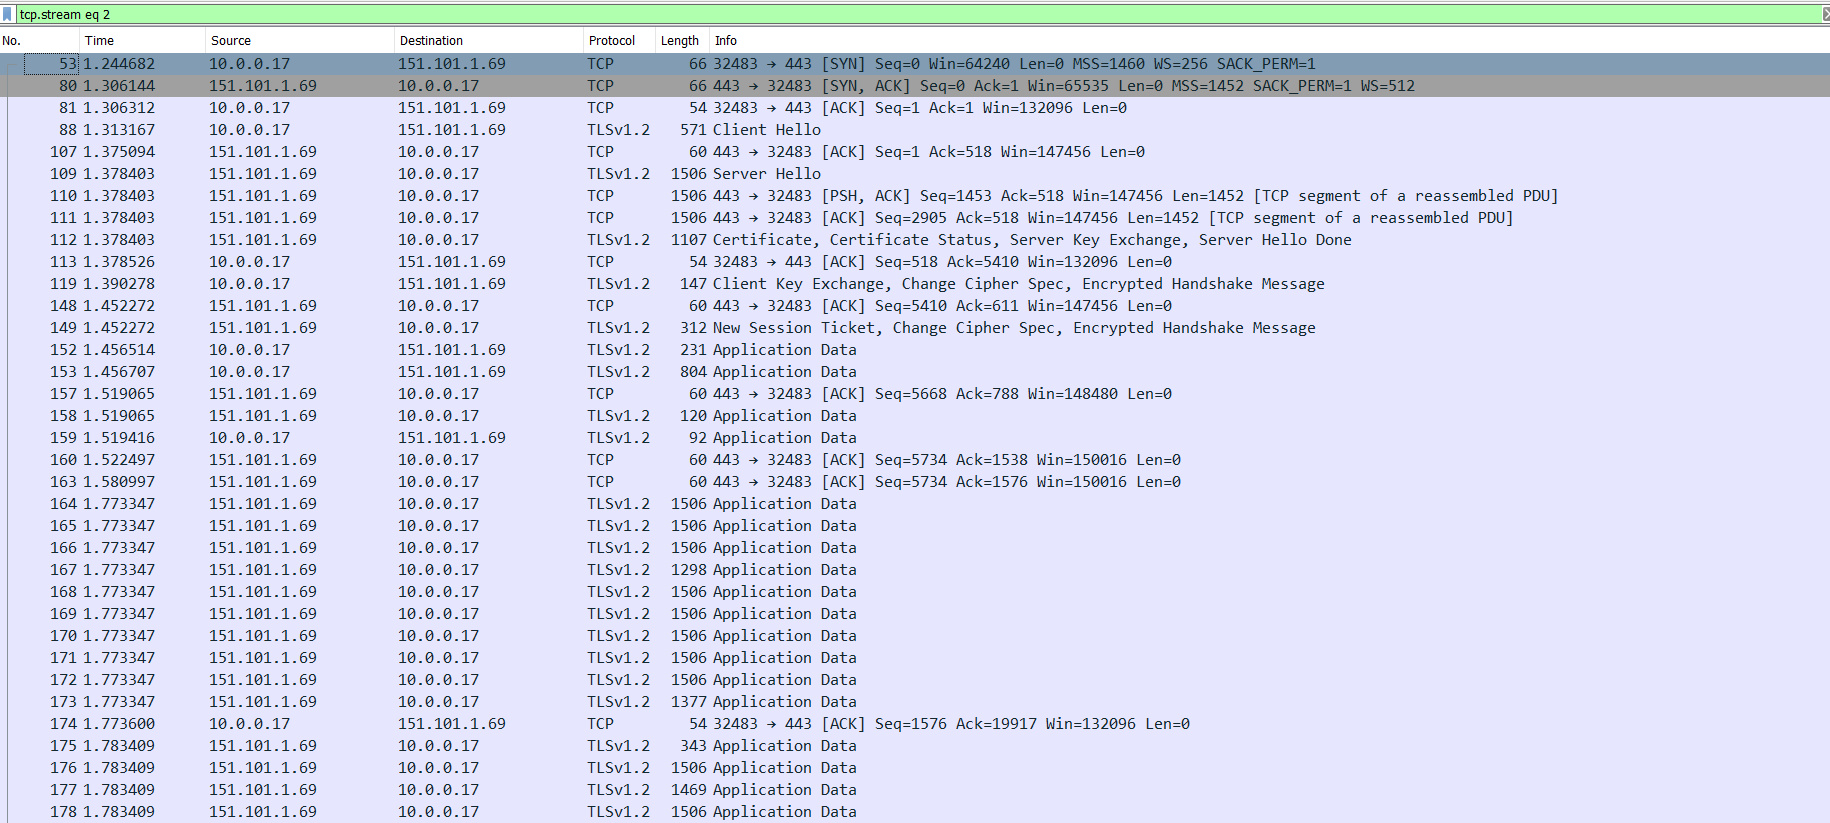 tcp.stream eq 2
No. Time Source Destination Protocol Length Info
53 1.244682 10.0.0.17 151.101.1.69 TCP 66 32483 → 443 [SYN] Seq=0 Win=64240 Len=0 MSS=1460 WS=256 SACK_PERM=1
80 1.306144 151.101.1.69 10.0.0.17 TCP 66 443 → 32483 [SYN, ACK] Seq=0 Ack=1 Win=65535 Len=0 MSS=1452 SACK_PERM=1 WS=512
81 1.306312 10.0.0.17 151.101.1.69 TCP 54 32483 → 443 [ACK] Seq=1 Ack=1 Win=132096 Len=0
88 1.313167 10.0.0.17 151.101.1.69 TLSv1.2 571 Client Hello
107 1.375094 151.101.1.69 10.0.0.17 TCP 60 443 → 32483 [ACK] Seq=1 Ack=518 Win=147456 Len=0
109 1.378403 151.101.1.69 10.0.0.17 TLSv1.2 1506 Server Hello
110 1.378403 151.101.1.69 10.0.0.17 TCP 1506 443 → 32483 [PSH, ACK] Seq=1453 Ack=518 Win=147456 Len=1452 [TCP segment of a reassembled PDU]
111 1.378403 151.101.1.69 10.0.0.17 TCP 1506 443 → 32483 [ACK] Seq=2905 Ack=518 Win=147456 Len=1452 [TCP segment of a reassembled PDU]
112 1.378403 151.101.1.69 10.0.0.17 TLSv1.2 1107 Certificate, Certificate Status, Server Key Exchange, Server Hello Done
113 1.378526 10.0.0.17 151.101.1.69 TCP 54 32483 → 443 [ACK] Seq=518 Ack=5410 Win=132096 Len=0
119 1.390278 10.0.0.17 151.101.1.69 TLSv1.2 147 Client Key Exchange, Change Cipher Spec, Encrypted Handshake Message
148 1.452272 151.101.1.69 10.0.0.17 TCP 60 443 → 32483 [ACK] Seq=5410 Ack=611 Win=147456 Len=0
149 1.452272 151.101.1.69 10.0.0.17 TLSv1.2 312 New Session Ticket, Change Cipher Spec, Encrypted Handshake Message
152 1.456514 10.0.0.17 151.101.1.69 TLSv1.2 231 Application Data
153 1.456707 10.0.0.17 151.101.1.69 TLSv1.2 804 Application Data
157 1.519065 151.101.1.69 10.0.0.17 TCP 60 443 → 32483 [ACK] Seq=5668 Ack=788 Win=148480 Len=0
158 1.519065 151.101.1.69 10.0.0.17 TLSv1.2 120 Application Data
159 1.519416 10.0.0.17 151.101.1.69 TLSv1.2 92 Application Data
160 1.522497 151.101.1.69 10.0.0.17 TCP 60 443 → 32483 [ACK] Seq=5734 Ack=1538 Win=150016 Len=0
163 1.580997 151.101.1.69 10.0.0.17 TCP 60 443 → 32483 [ACK] Seq=5734 Ack=1576 Win=150016 Len=0
164 1.773347 151.101.1.69 10.0.0.17 TLSv1.2 1506 Application Data
165 1.773347 151.101.1.69 10.0.0.17 TLSv1.2 1506 Application Data
166 1.773347 151.101.1.69 10.0.0.17 TLSv1.2 1506 Application Data
167 1.773347 151.101.1.69 10.0.0.17 TLSv1.2 1298 Application Data
168 1.773347 151.101.1.69 10.0.0.17 TLSv1.2 1506 Application Data
169 1.773347 151.101.1.69 10.0.0.17 TLSv1.2 1506 Application Data
170 1.773347 151.101.1.69 10.0.0.17 TLSv1.2 1506 Application Data
171 1.773347 151.101.1.69 10.0.0.17 TLSv1.2 1506 Application Data
172 1.773347 151.101.1.69 10.0.0.17 TLSv1.2 1506 Application Data
173 1.773347 151.101.1.69 10.0.0.17 TLSv1.2 1377 Application Data
174 1.773600 10.0.0.17 151.101.1.69 TCP 54 32483 → 443 [ACK] Seq=1576 Ack=19917 Win=132096 Len=0
175 1.783409 151.101.1.69 10.0.0.17 TLSv1.2 343 Application Data
176 1.783409 151.101.1.69 10.0.0.17 TLSv1.2 1506 Application Data
177 1.783409 151.101.1.69 10.0.0.17 TLSv1.2 1469 Application Data
178 1.783409 151.101.1.69 10.0.0.17 TLSv1.2 1506 Application Data